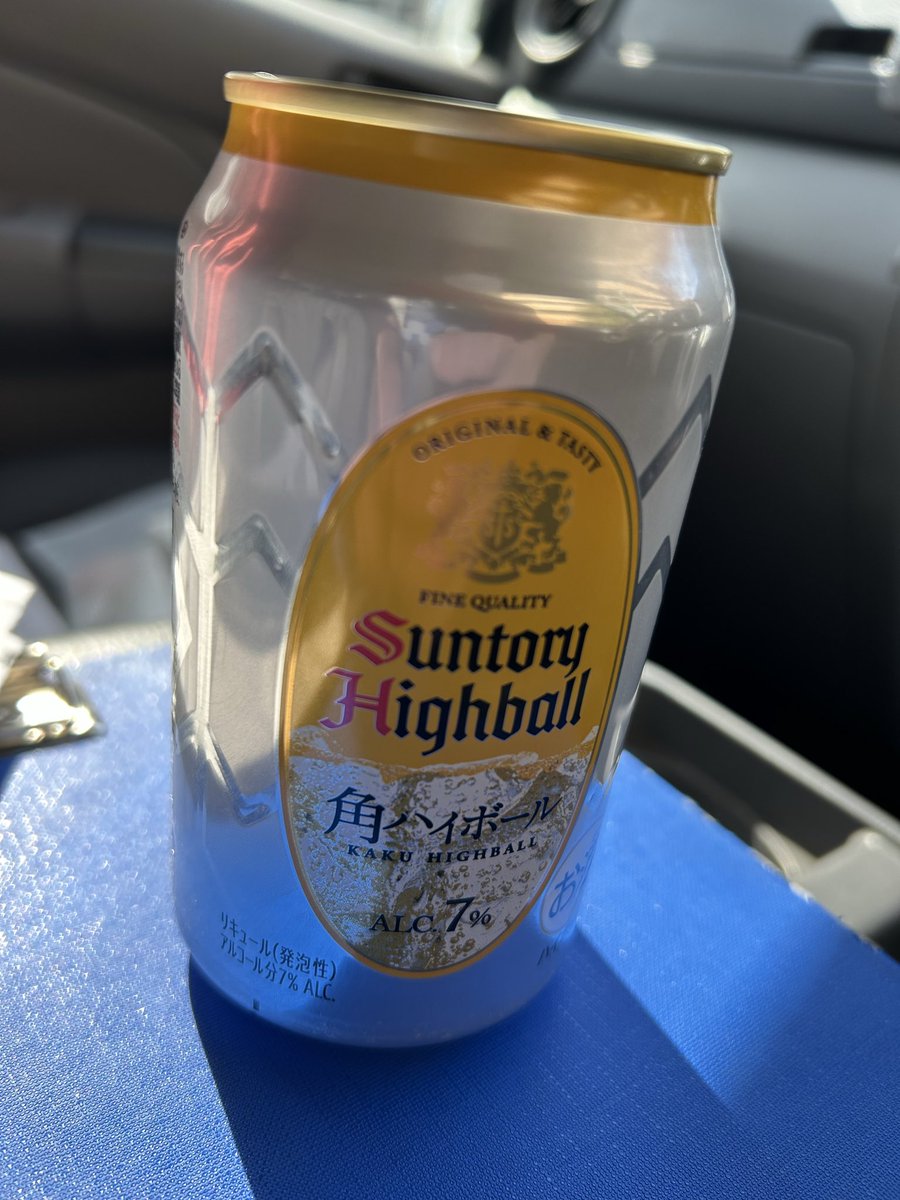 ORIGINAL & TASTY
FINE QUALITY
Suntory
Highball
角ハイボール
KAKU HIGHBALL
ALC. 7%
リキュール(発泡性)
アルコール分7% ALC.